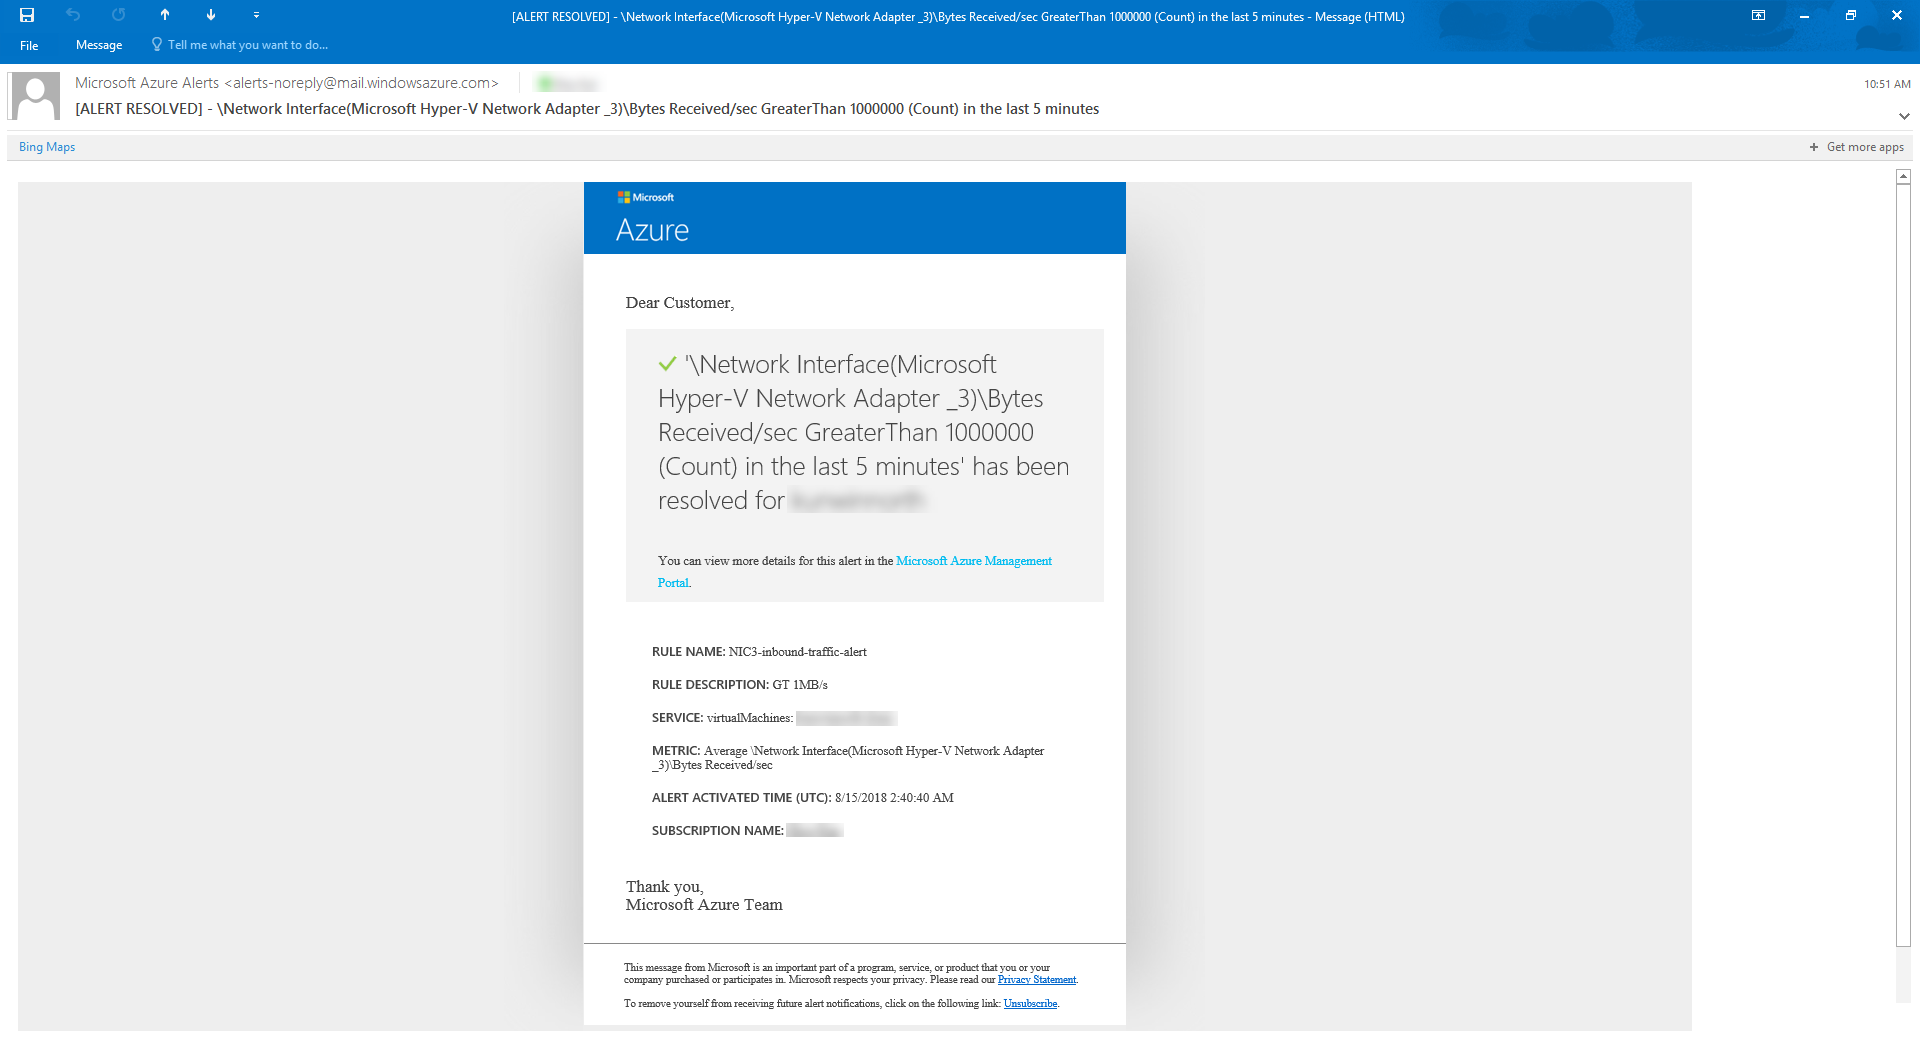 [ALERT RESOLVED] - \Network Interface(Microsoft Hyper-V Network Adapter _3)\Bytes Received/sec GreaterThan 1000000 (Count) in the last 5 minutes - Message (HTML)
File Message Tell me what you want to do...
Microsoft Azure Alerts <alerts-noreply@mail.windowsazure.com>
10:51 AM
[ALERT RESOLVED] - \Network Interface(Microsoft Hyper-V Network Adapter _3)\Bytes Received/sec GreaterThan 1000000 (Count) in the last 5 minutes
Bing Maps
+ Get more apps
Microsoft
Azure
Dear Customer,
'\Network Interface(Microsoft
Hyper-V Network Adapter _3)\Bytes
Received/sec GreaterThan 1000000
(Count) in the last 5 minutes' has been
resolved for
You can view more details for this alert in the Microsoft Azure Management
Portal.
RULE NAME: NIC3-inbound-traffic-alert
RULE DESCRIPTION: GT 1MB/s
SERVICE: virtualMachines:
METRIC: Average \Network Interface(Microsoft Hyper-V Network Adapter
_3)\Bytes Received/sec
ALERT ACTIVATED TIME (UTC): 8/15/2018 2:40:40 AM
SUBSCRIPTION NAME:
Thank you,
Microsoft Azure Team
This message from Microsoft is an important part of a program, service, or product that you or your
company purchased or participates in. Microsoft respects your privacy. Please read our Privacy Statement.
To remove yourself from receiving future alert notifications, click on the following link: Unsubscribe.